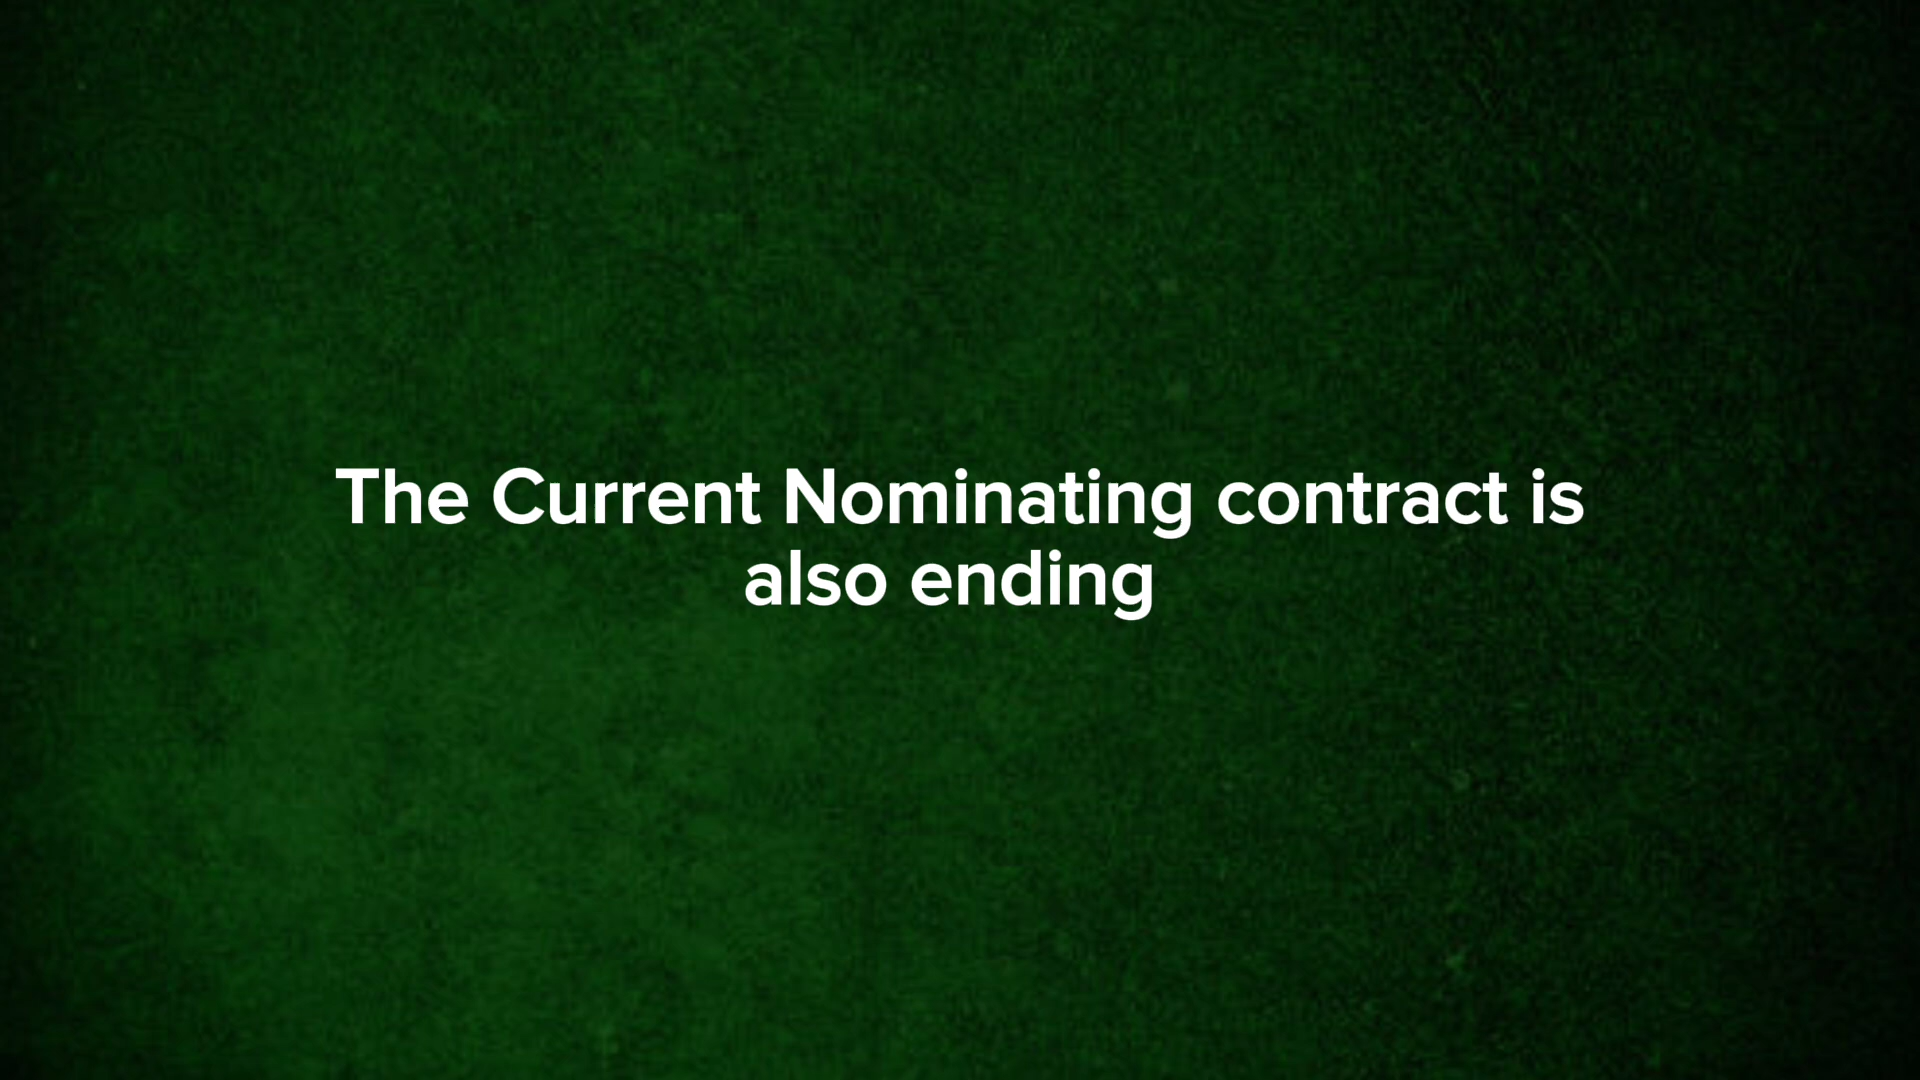 The Current Nominating contract is
also ending